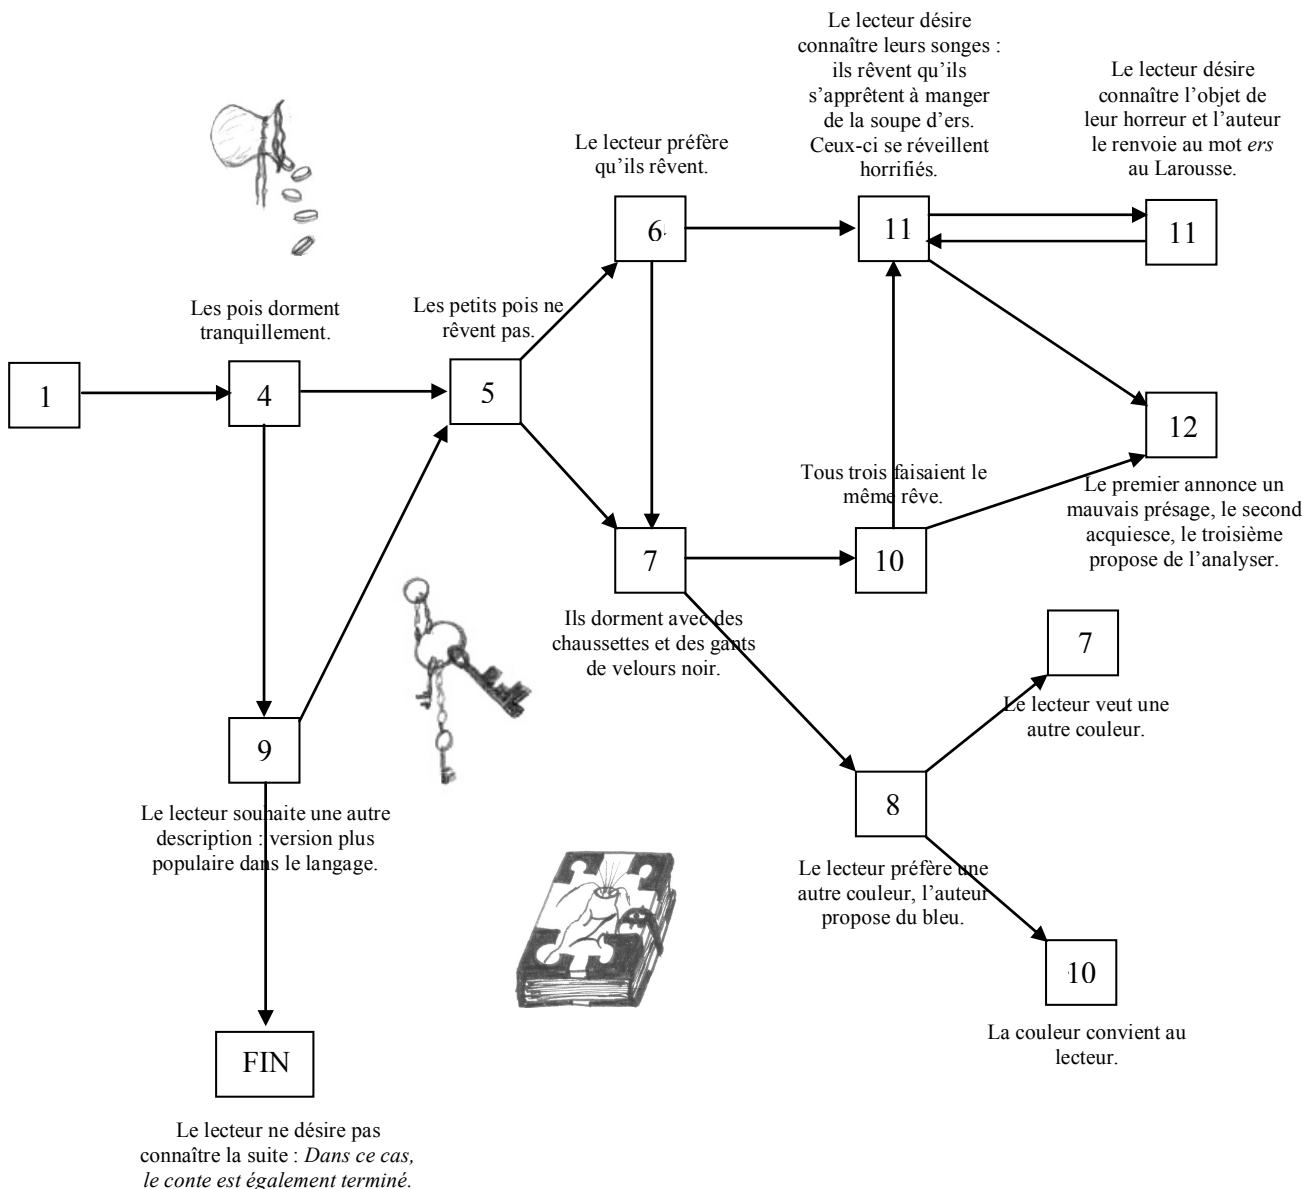 Le lecteur désire
connaître leurs songes :
ils rêvent qu’ils
s’apprêtent à manger
de la soupe d’ers.
Ceux-ci se réveillent
horrifiés.
Le lecteur désire
connaître l’objet de
leur horreur et l’auteur
le renvoie au mot ers
au Larousse.
Le lecteur préfère
qu’ils rêvent.
6
11
11
Les pois dorment
tranquillement.
Les petits pois ne
rêvent pas.
1
4
5
12
Tous trois faisaient le
même rêve.
Le premier annonce un
mauvais présage, le second
acquiesce, le troisième
propose de l’analyser.
7
10
Ils dorment avec des
chaussettes et des gants
de velours noir.
7
Le lecteur veut une
autre couleur.
9
Le lecteur souhaite une autre
description : version plus
populaire dans le langage.
8
Le lecteur préfère une
autre couleur, l’auteur
propose du bleu.
10
La couleur convient au
lecteur.
FIN
Le lecteur ne désire pas
connaître la suite : Dans ce cas,
le conte est également terminé.